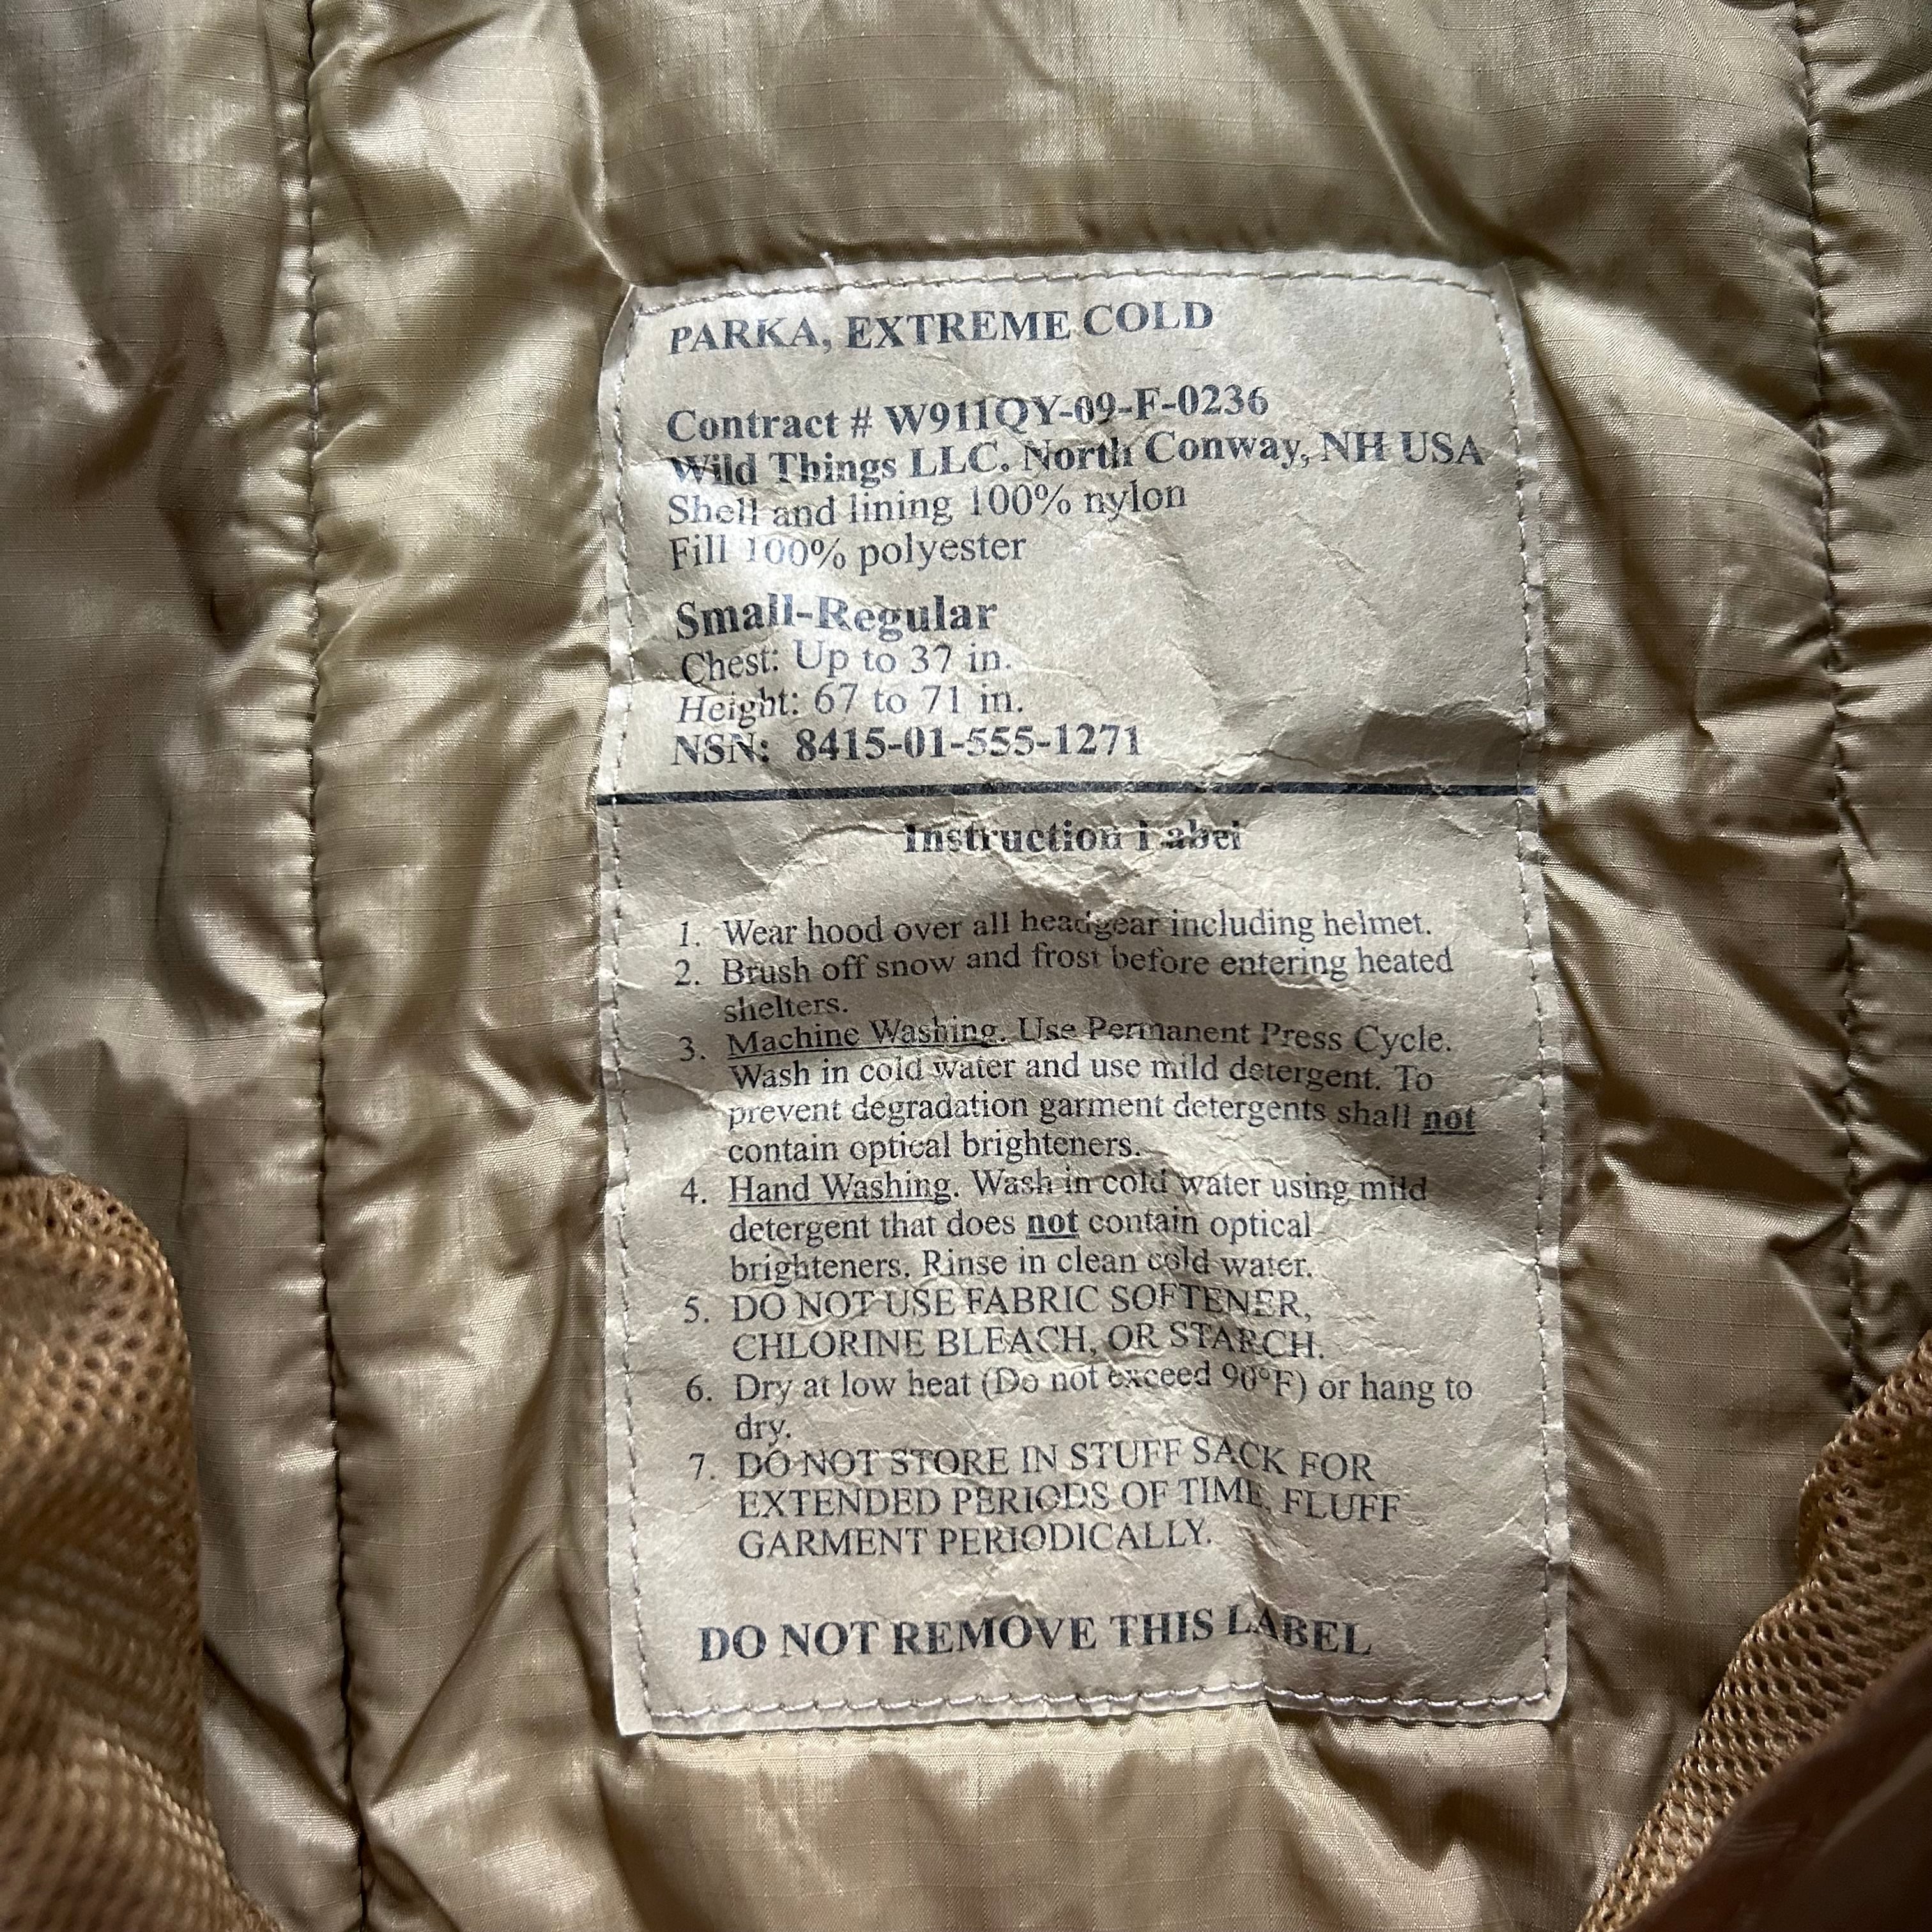 PARKA, EXTREME COLD
Contract # W911QY-09-F-0236
Wild Things LLC. North Conway, NH USA
Shell and lining 100% nylon
Fill 100% polyester
Small-Regular
Chest: Up to 37 in.
Height: 67 to 71 in.
NSN: 8415-01-555-1271
Instruction Label
1. Wear hood over all headgear including helmet.
2. Brush off snow and frost before entering heated
shelters.
3. Machine Washing. Use Permanent Press Cycle.
Wash in cold water and use mild detergent. To
prevent degradation garment detergents shall not
contain optical brighteners.
4. Hand Washing. Wash in cold water using mild
detergent that does not contain optical
brighteners. Rinse in clean cold water.
5. DO NOT USE FABRIC SOFTENER,
CHLORINE BLEACH, OR STARCH.
6. Dry at low heat (Do not exceed 90°F) or hang to
dry.
7. DO NOT STORE IN STUFF SACK FOR
EXTENDED PERIODS OF TIME, FLUFF
GARMENT PERIODICALLY.
DO NOT REMOVE THIS LABEL